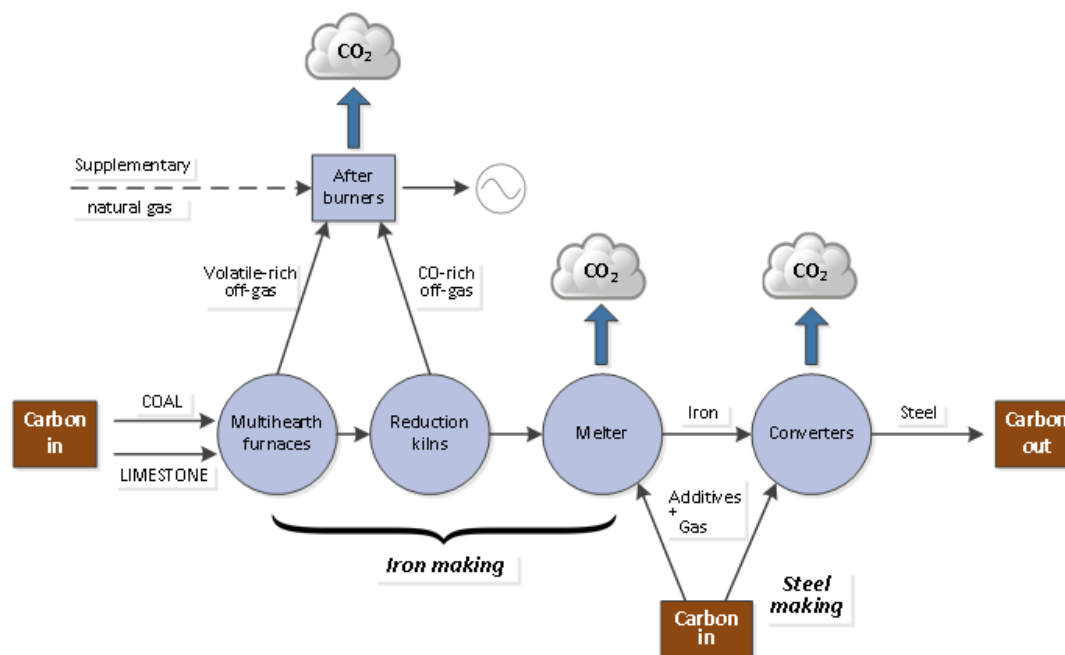 CO2
Supplementary
natural gas
After
burners
Volatile-rich
off-gas
CO-rich
off-gas
CO2
CO2
Carbon
in
COAL
LIMESTONE
Multihearth
furnaces
Reduction
kilns
Melter
Iron
Converters
Steel
Carbon
out
Additives
+
Gas
Iron making
Steel
making
Carbon
in